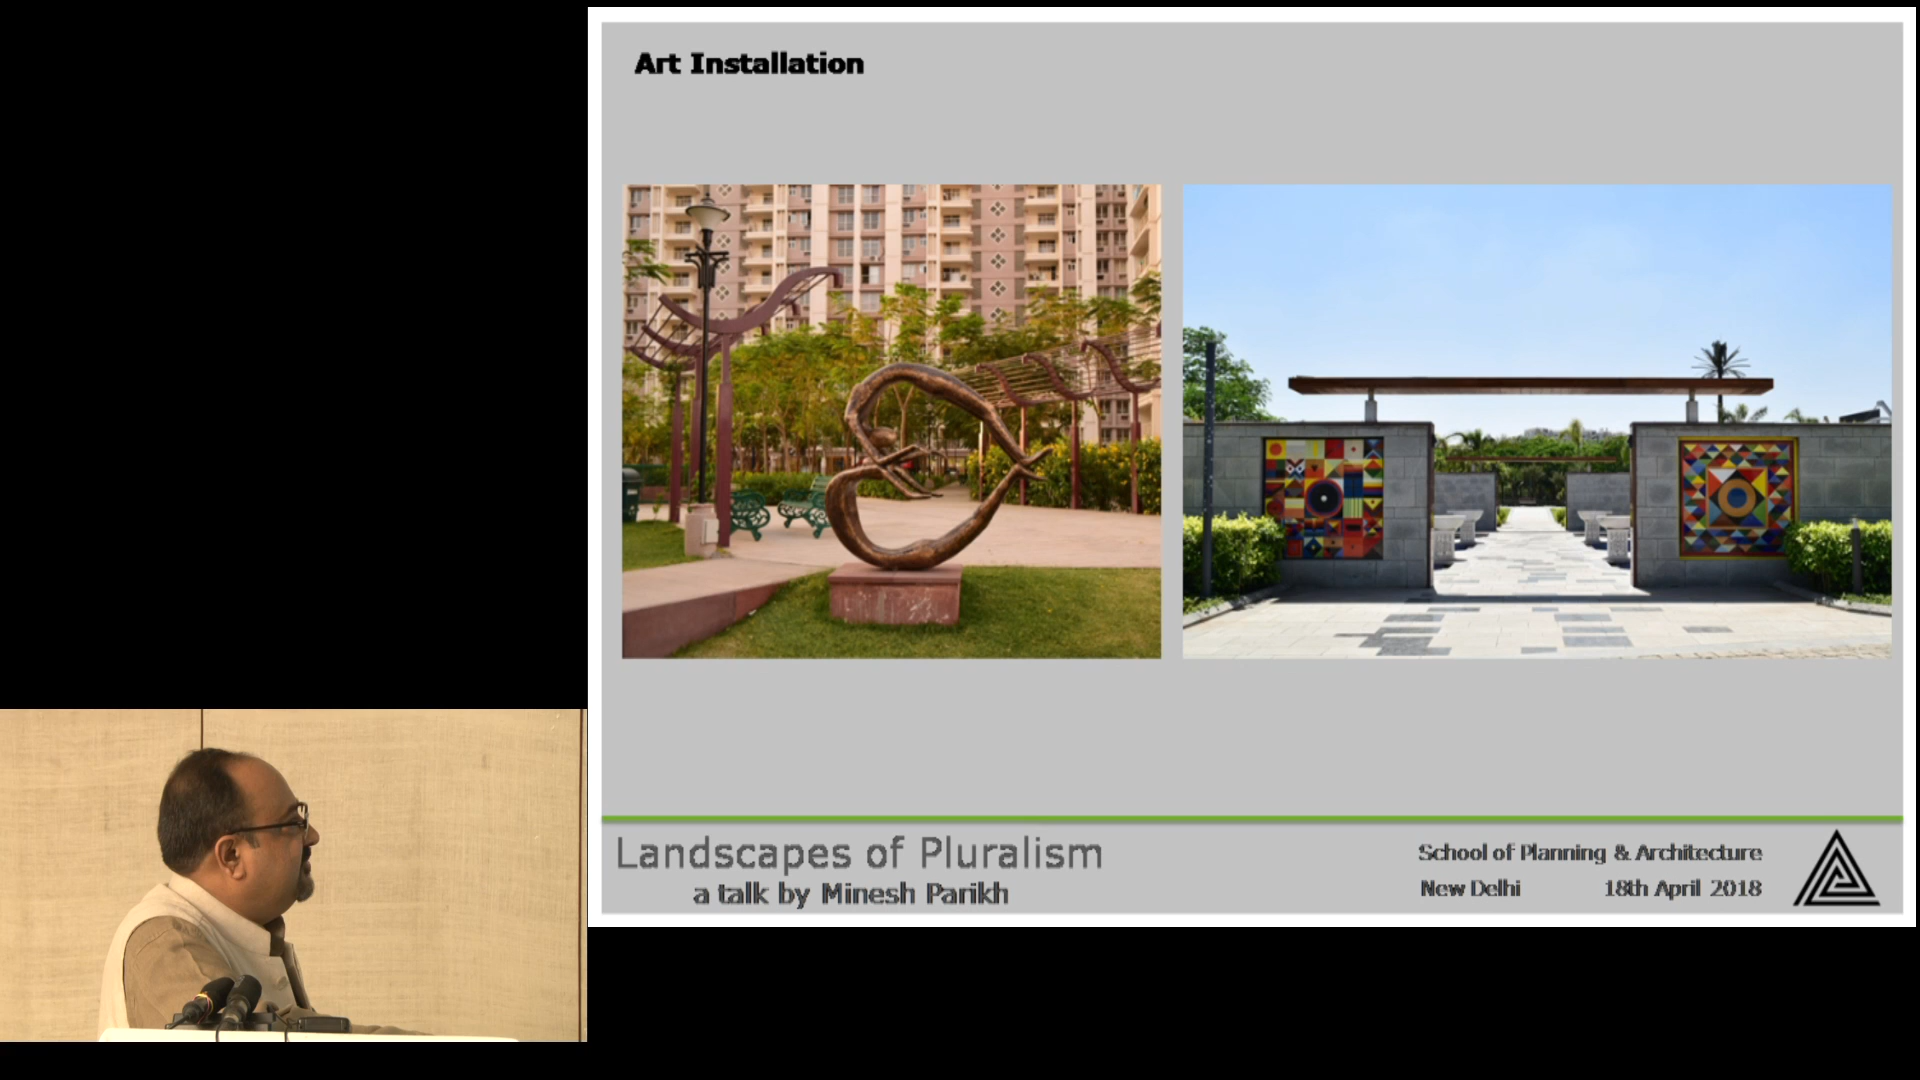 Art Installation
Landscapes of Pluralism
a talk by Minesh Parikh
School of Planning & Architecture
New Delhi 18th April 2018